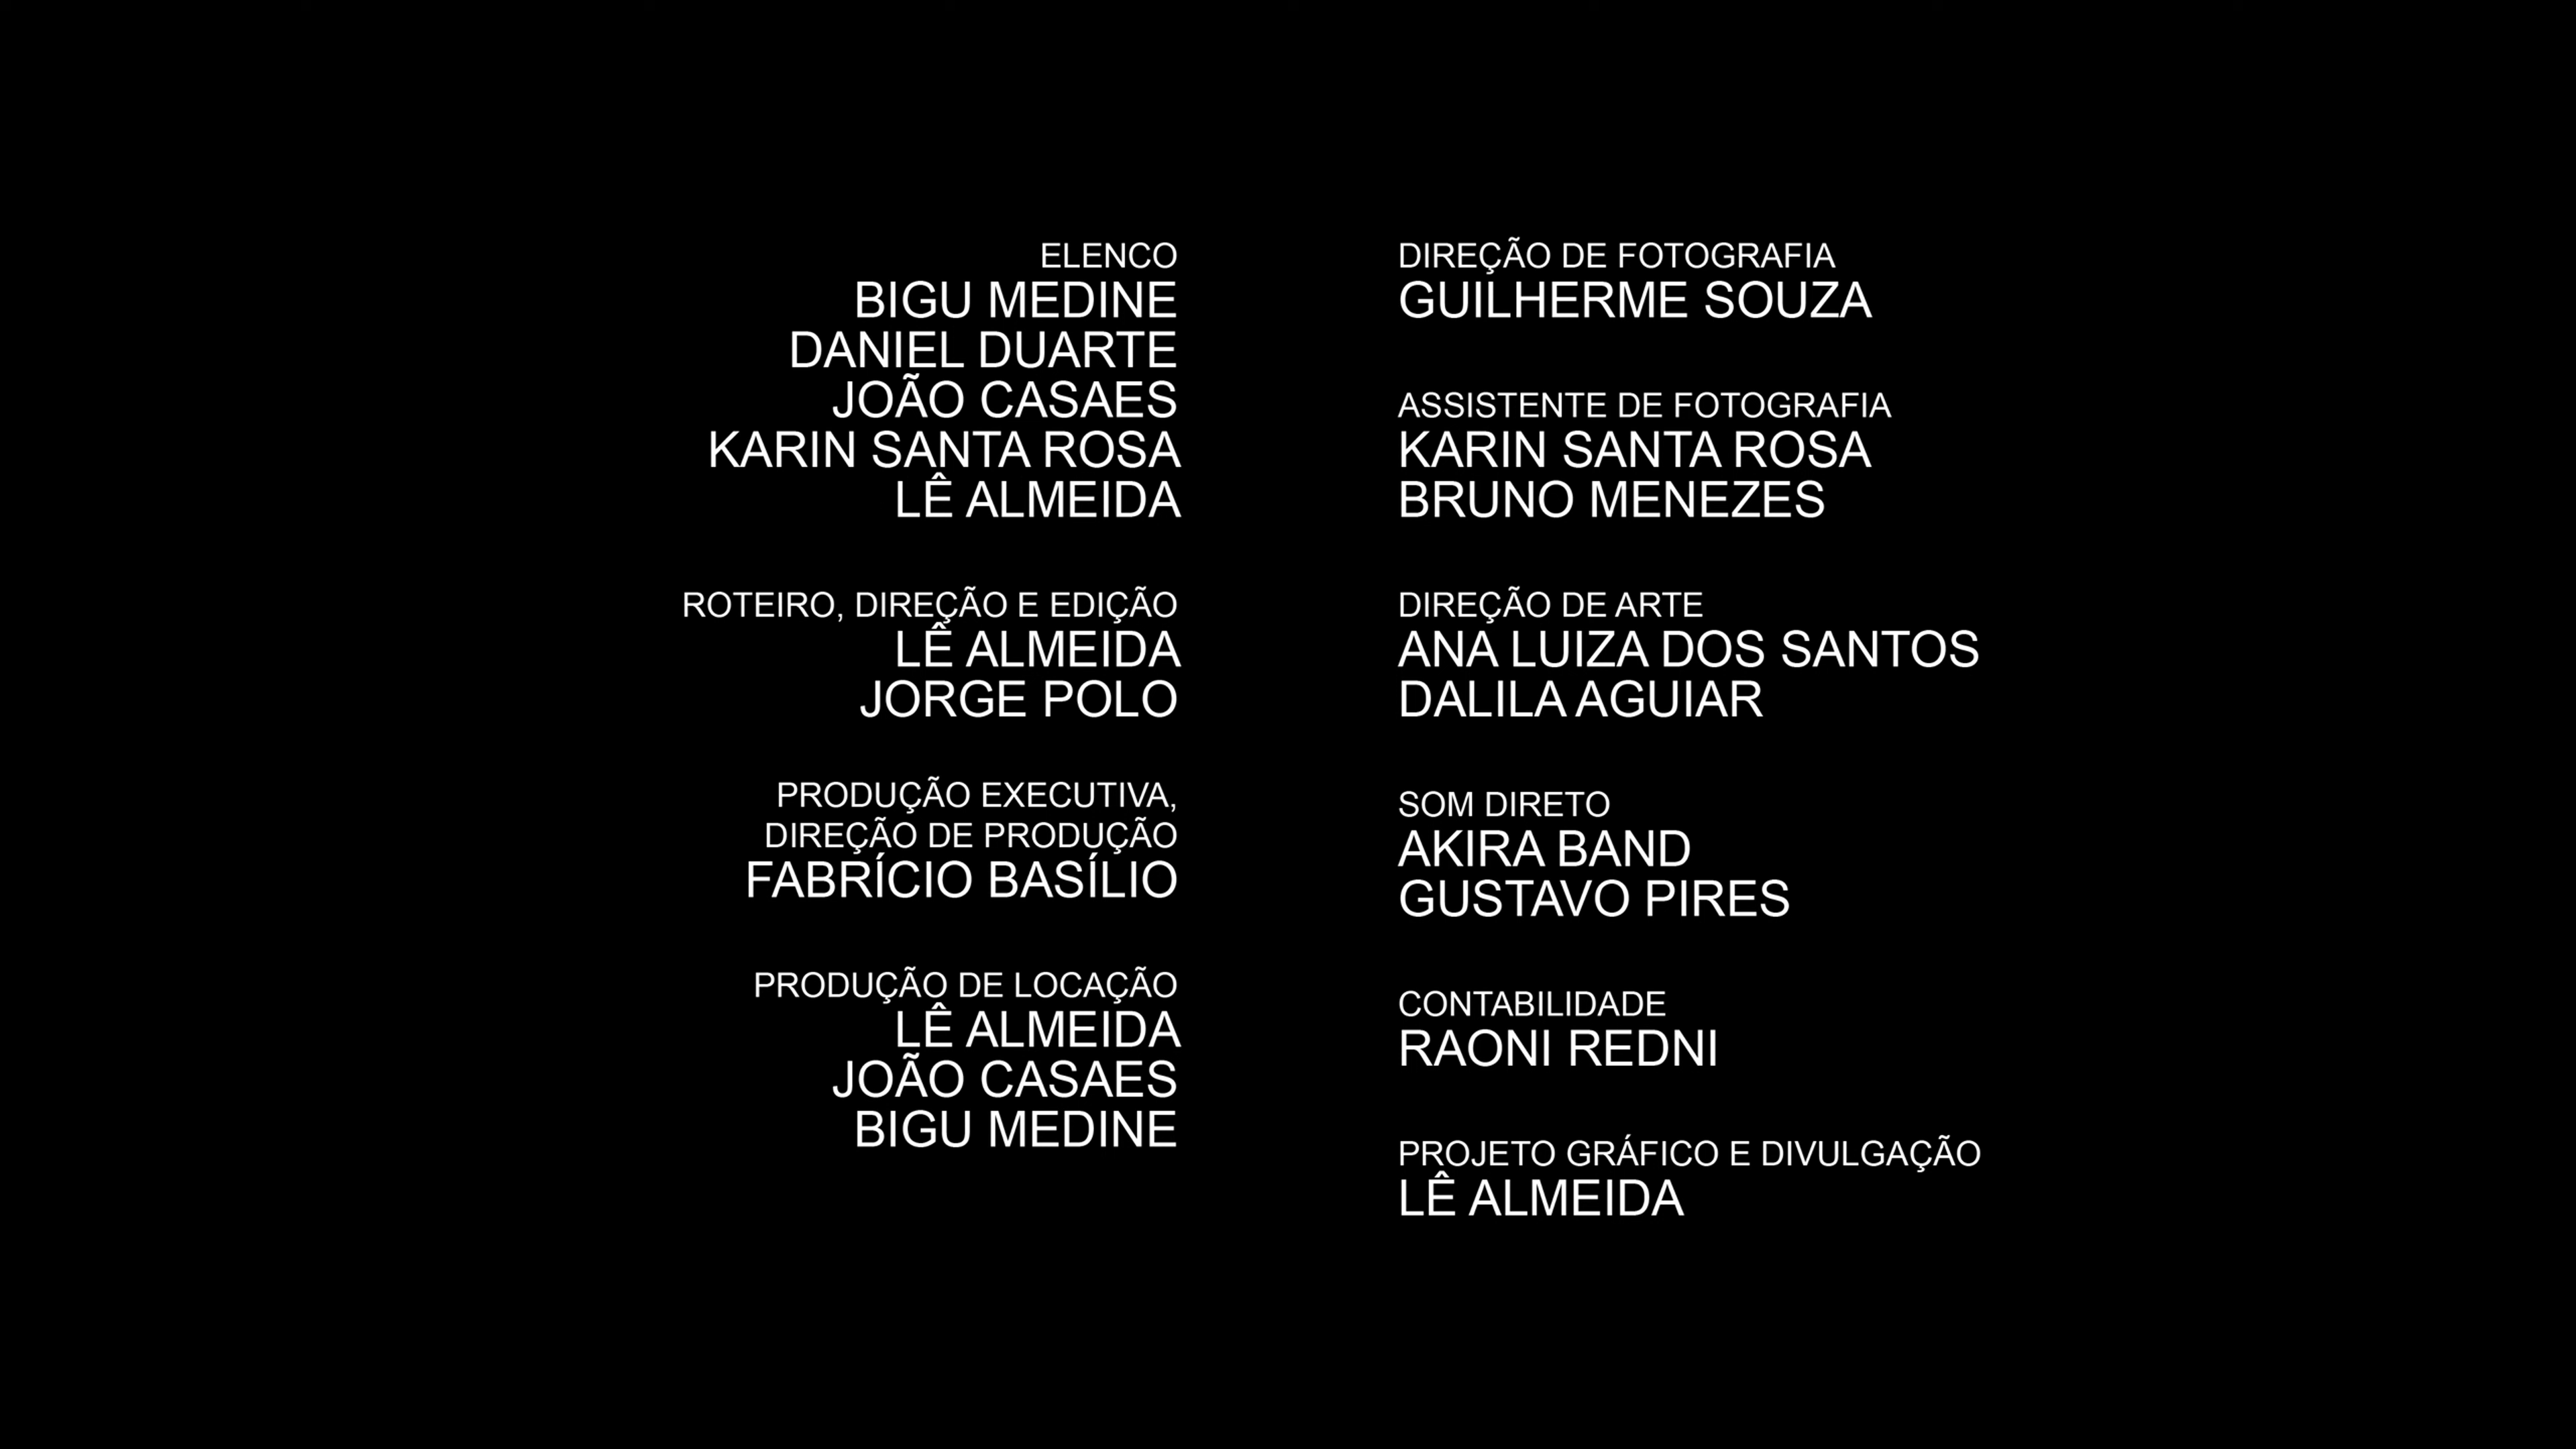 ELENCO
BIGU MEDINE
DANIEL DUARTE
JOÃO CASAES
KARIN SANTA ROSA
LÊ ALMEIDA
ROTEIRO, DIREÇÃO E EDIÇÃO
LÊ ALMEIDA
JORGE POLO
PRODUÇÃO EXECUTIVA,
DIREÇÃO DE PRODUÇÃO
FABRÍCIO BASÍLIO
PRODUÇÃO DE LOCAÇÃO
LÊ ALMEIDA
JOÃO CASAES
BIGU MEDINE
DIREÇÃO DE FOTOGRAFIA
GUILHERME SOUZA
ASSISTENTE DE FOTOGRAFIA
KARIN SANTA ROSA
BRUNO MENEZES
DIREÇÃO DE ARTE
ANA LUIZA DOS SANTOS
DALILA AGUIAR
SOM DIRETO
AKIRA BAND
GUSTAVO PIRES
CONTABILIDADE
RAONI REDNI
PROJETO GRÁFICO E DIVULGAÇÃO
LÊ ALMEIDA